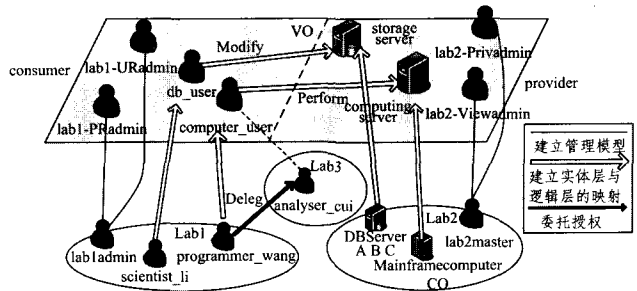 VO
storage
server
lab2-Privadmin
Modify
consumer
lab1-URadmin
provider
db_user
Perform
computing
server
lab2-Viewadmin
lab1-PRadmin
computer_user
建立管理模型
建立实体层与
逻辑层的映射
委托授权
Lab3
Deleg
analyser_cui
Lab1
Lab2
DBServer
A B C
lab1admin
programmer_wang
lab2master
scientist_li
Mainframecomputer
CO